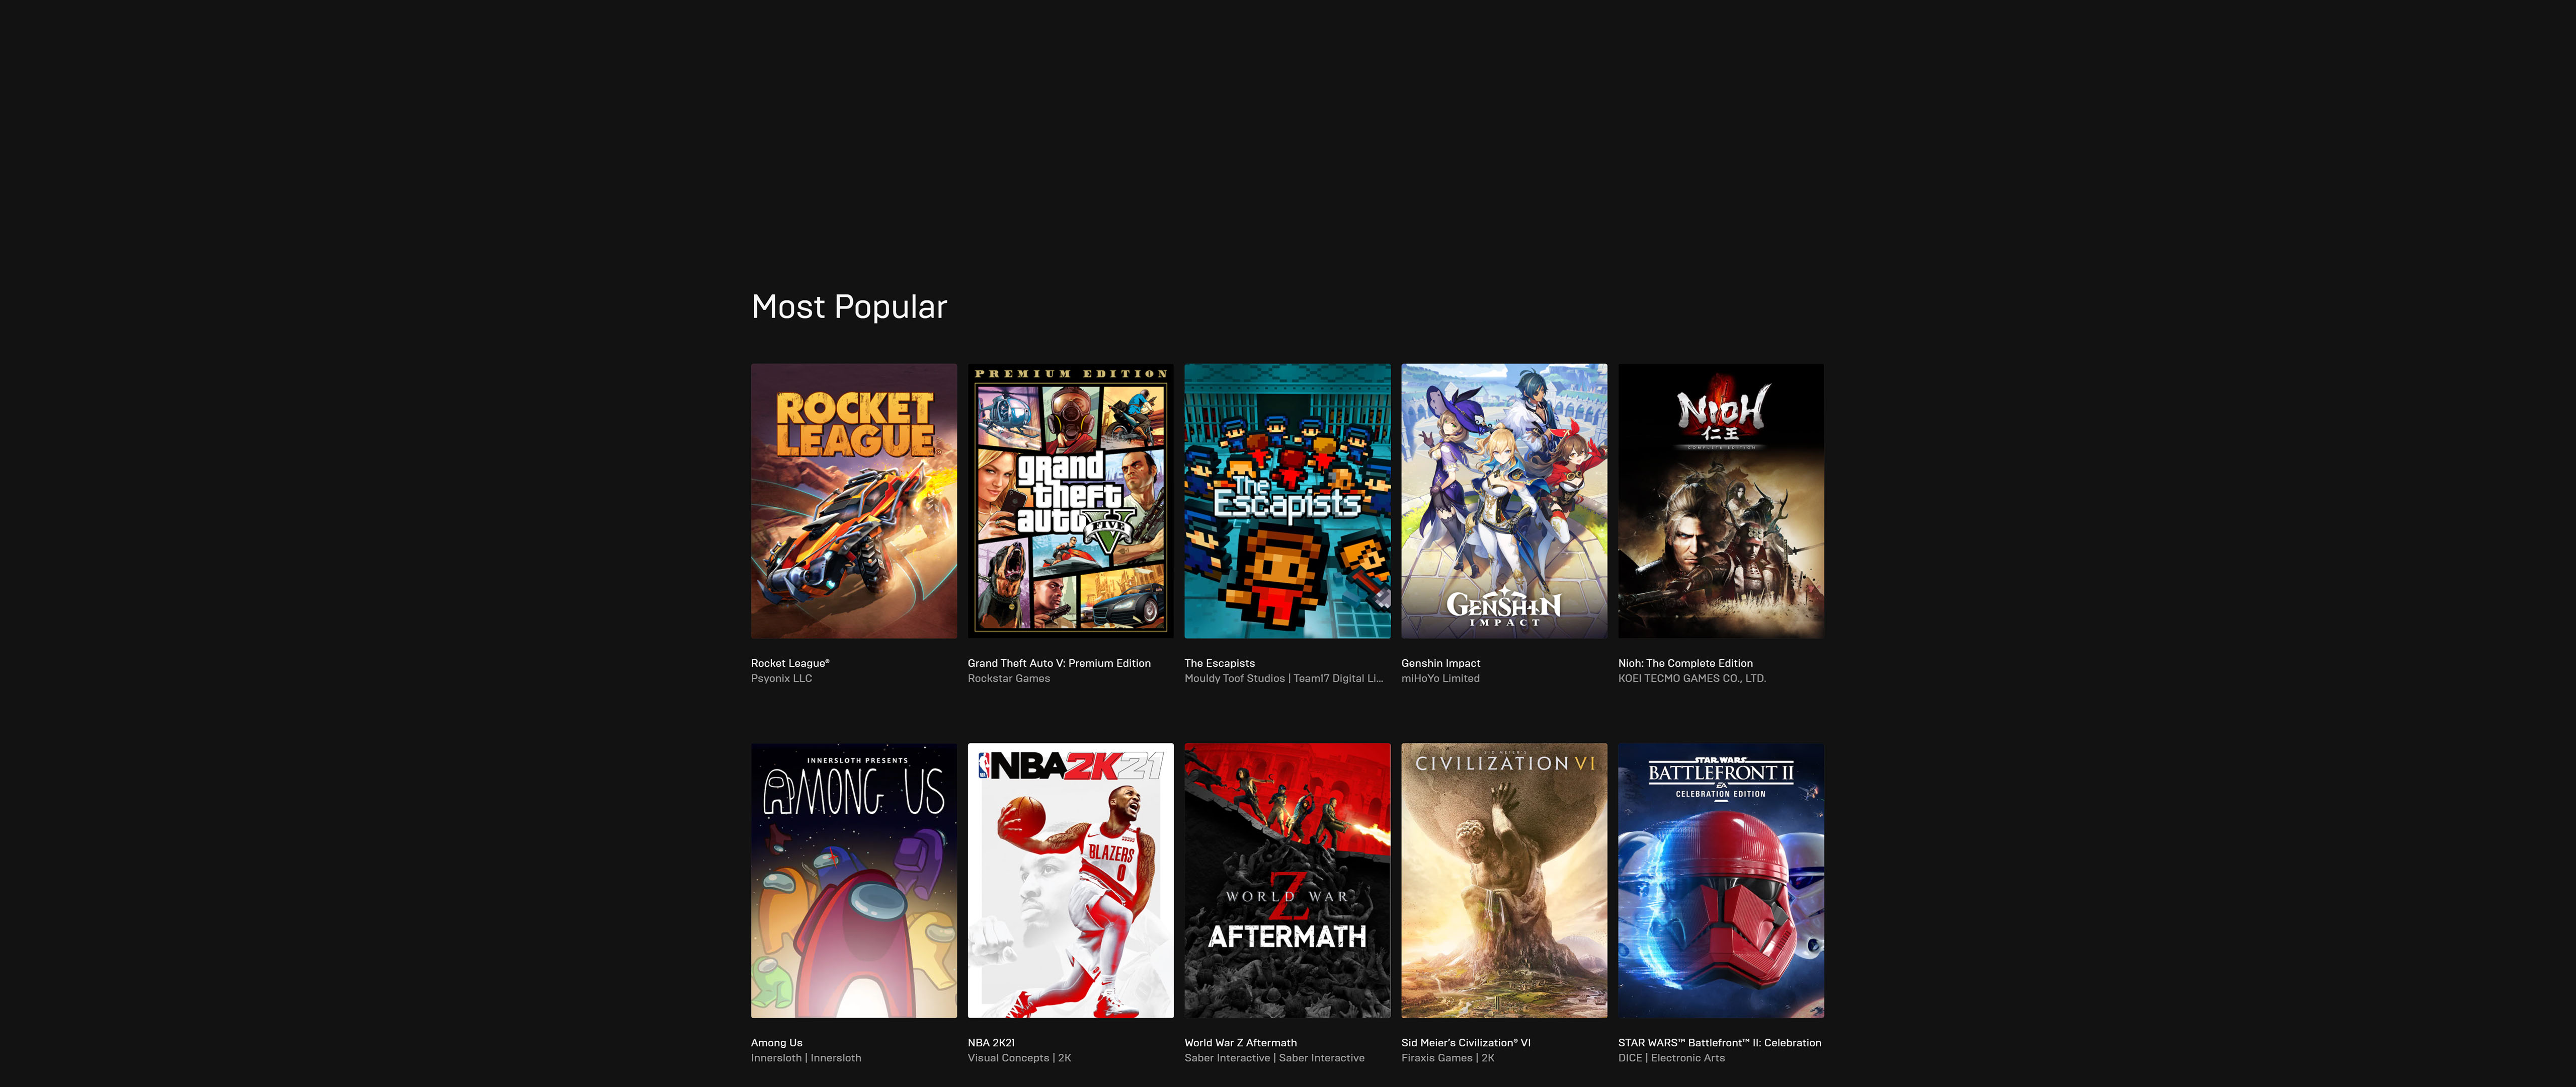 Most Popular
ROCKET
LEAGUE
PREMIUM EDITION
grand
theft
auto
FIVE
V
The
Escapists
GENSHIN
IMPACT
NIOH
仁王
COMPLETE EDITION
Rocket League®
Psyonix LLC
Grand Theft Auto V: Premium Edition
Rockstar Games
The Escapists
Mouldy Toof Studios | Team17 Digital Li...
Genshin Impact
miHoYo Limited
Nioh: The Complete Edition
KOEI TECMO GAMES CO., LTD.
INNERSLOTH PRESENTS
AMONG US
NBA 2K21
BLAZERS
0
WORLD WAR
Z
AFTERMATH
SID MEIER'S
CIVILIZATION VI
STAR WARS
BATTLEFRONT II
EA
CELEBRATION EDITION
Among Us
Innersloth | Innersloth
NBA 2K21
Visual Concepts | 2K
World War Z Aftermath
Saber Interactive | Saber Interactive
Sid Meier's Civilization® VI
Firaxis Games | 2K
STAR WARS™ Battlefront™ II: Celebration
DICE | Electronic Arts